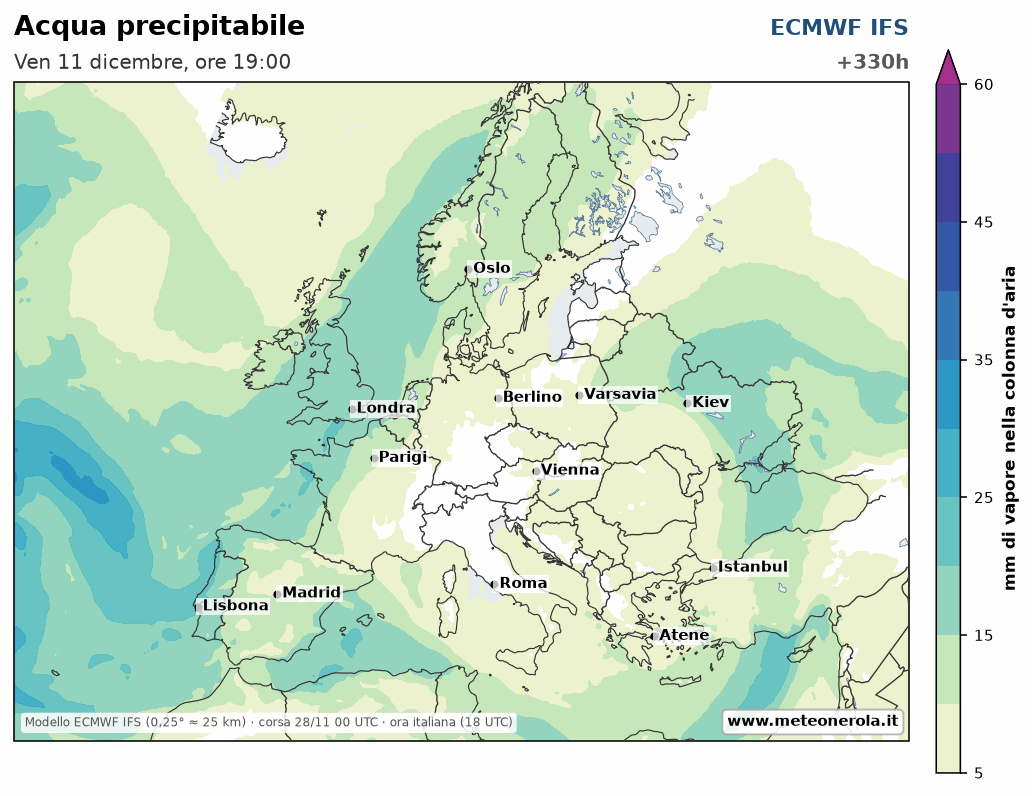 Acqua precipitabile
ECMWF IFS
Ven 11 dicembre, ore 19:00
+330h
Oslo
Londra
Berlino
Varsavia
Kiev
Parigi
Vienna
Istanbul
Roma
Madrid
Lisbona
Atene
Modello ECMWF IFS (0,25° ≈ 25 km) · corsa 28/11 00 UTC · ora italiana (18 UTC)
www.meteonerola.it
60
45
35
25
15
5
mm di vapore nella colonna d'aria